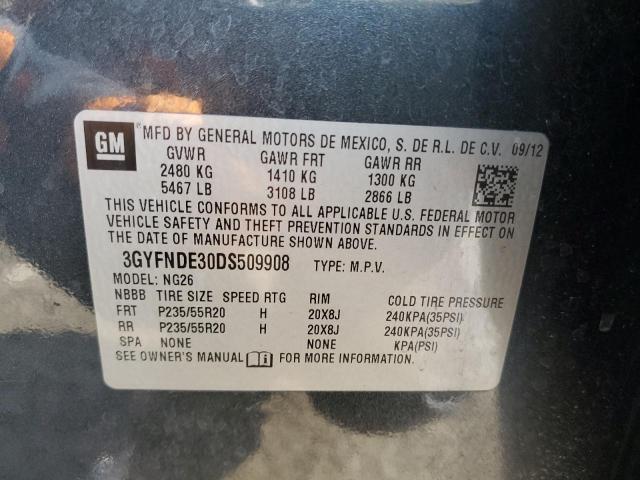 GM MFD BY GENERAL MOTORS DE MEXICO, S. DE R.L. DE C.V. 09/12
GVWR GAWR FRT GAWR RR
2480 KG 1410 KG 1300 KG
5467 LB 3108 LB 2866 LB
THIS VEHICLE CONFORMS TO ALL APPLICABLE U.S. FEDERAL MOTOR
VEHICLE SAFETY AND THEFT PREVENTION STANDARDS IN EFFECT ON
THE DATE OF MANUFACTURE SHOWN ABOVE.
3GYFNDE30DS509908 TYPE: M.P.V.
MODEL: NG26
NBBB TIRE SIZE SPEED RTG RIM COLD TIRE PRESSURE
FRT P235/55R20 H 20X8J 240KPA(35PSI)
RR P235/55R20 H 20X8J 240KPA(35PSI)
SPA NONE NONE KPA(PSI)
SEE OWNER'S MANUAL FOR MORE INFORMATION.